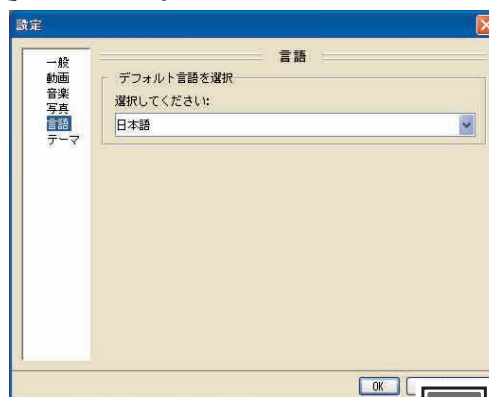 設定
一般
動画
音楽
写真
言語
テーマ
言語
デフォルト言語を選択
選択してください:
日本語
OK